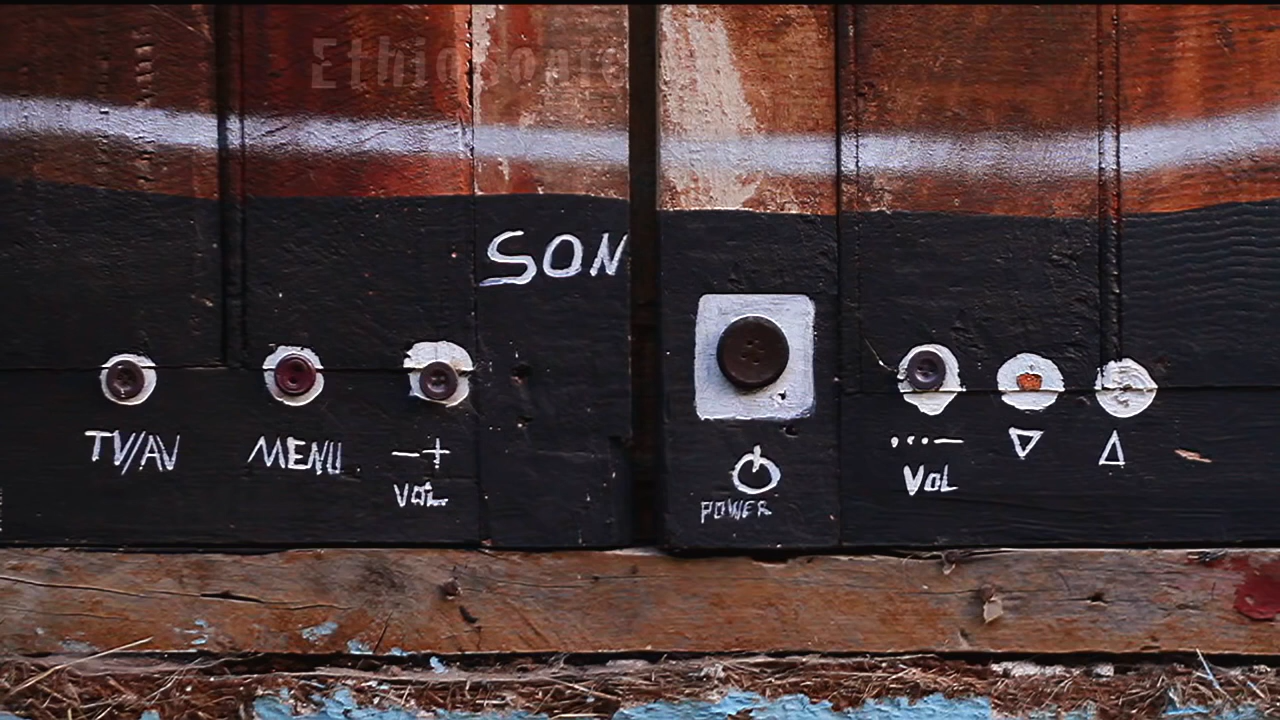 Ethiosonic
SON
TV/AV
MENU
−+
VOL
POWER
...—
VOL
▽
△